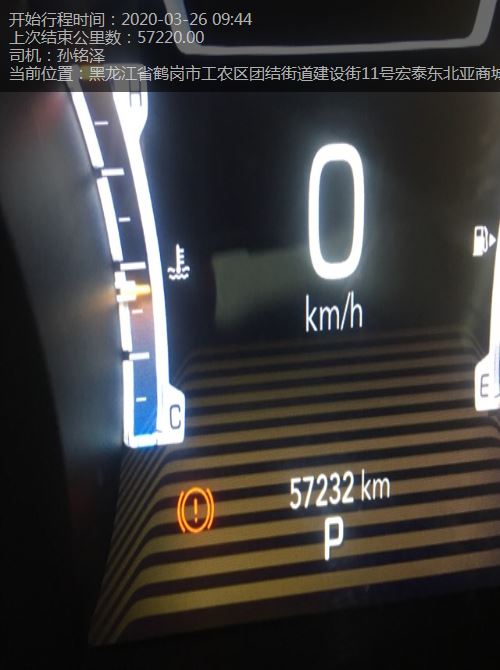 开始行程时间：2020-03-26 09:44
上次结束公里数：57220.00
司机：孙铭泽
当前位置：黑龙江省鹤岗市工农区团结街道建设街11号宏泰东北亚商城
H
0
km/h
C
E
57232 km
P